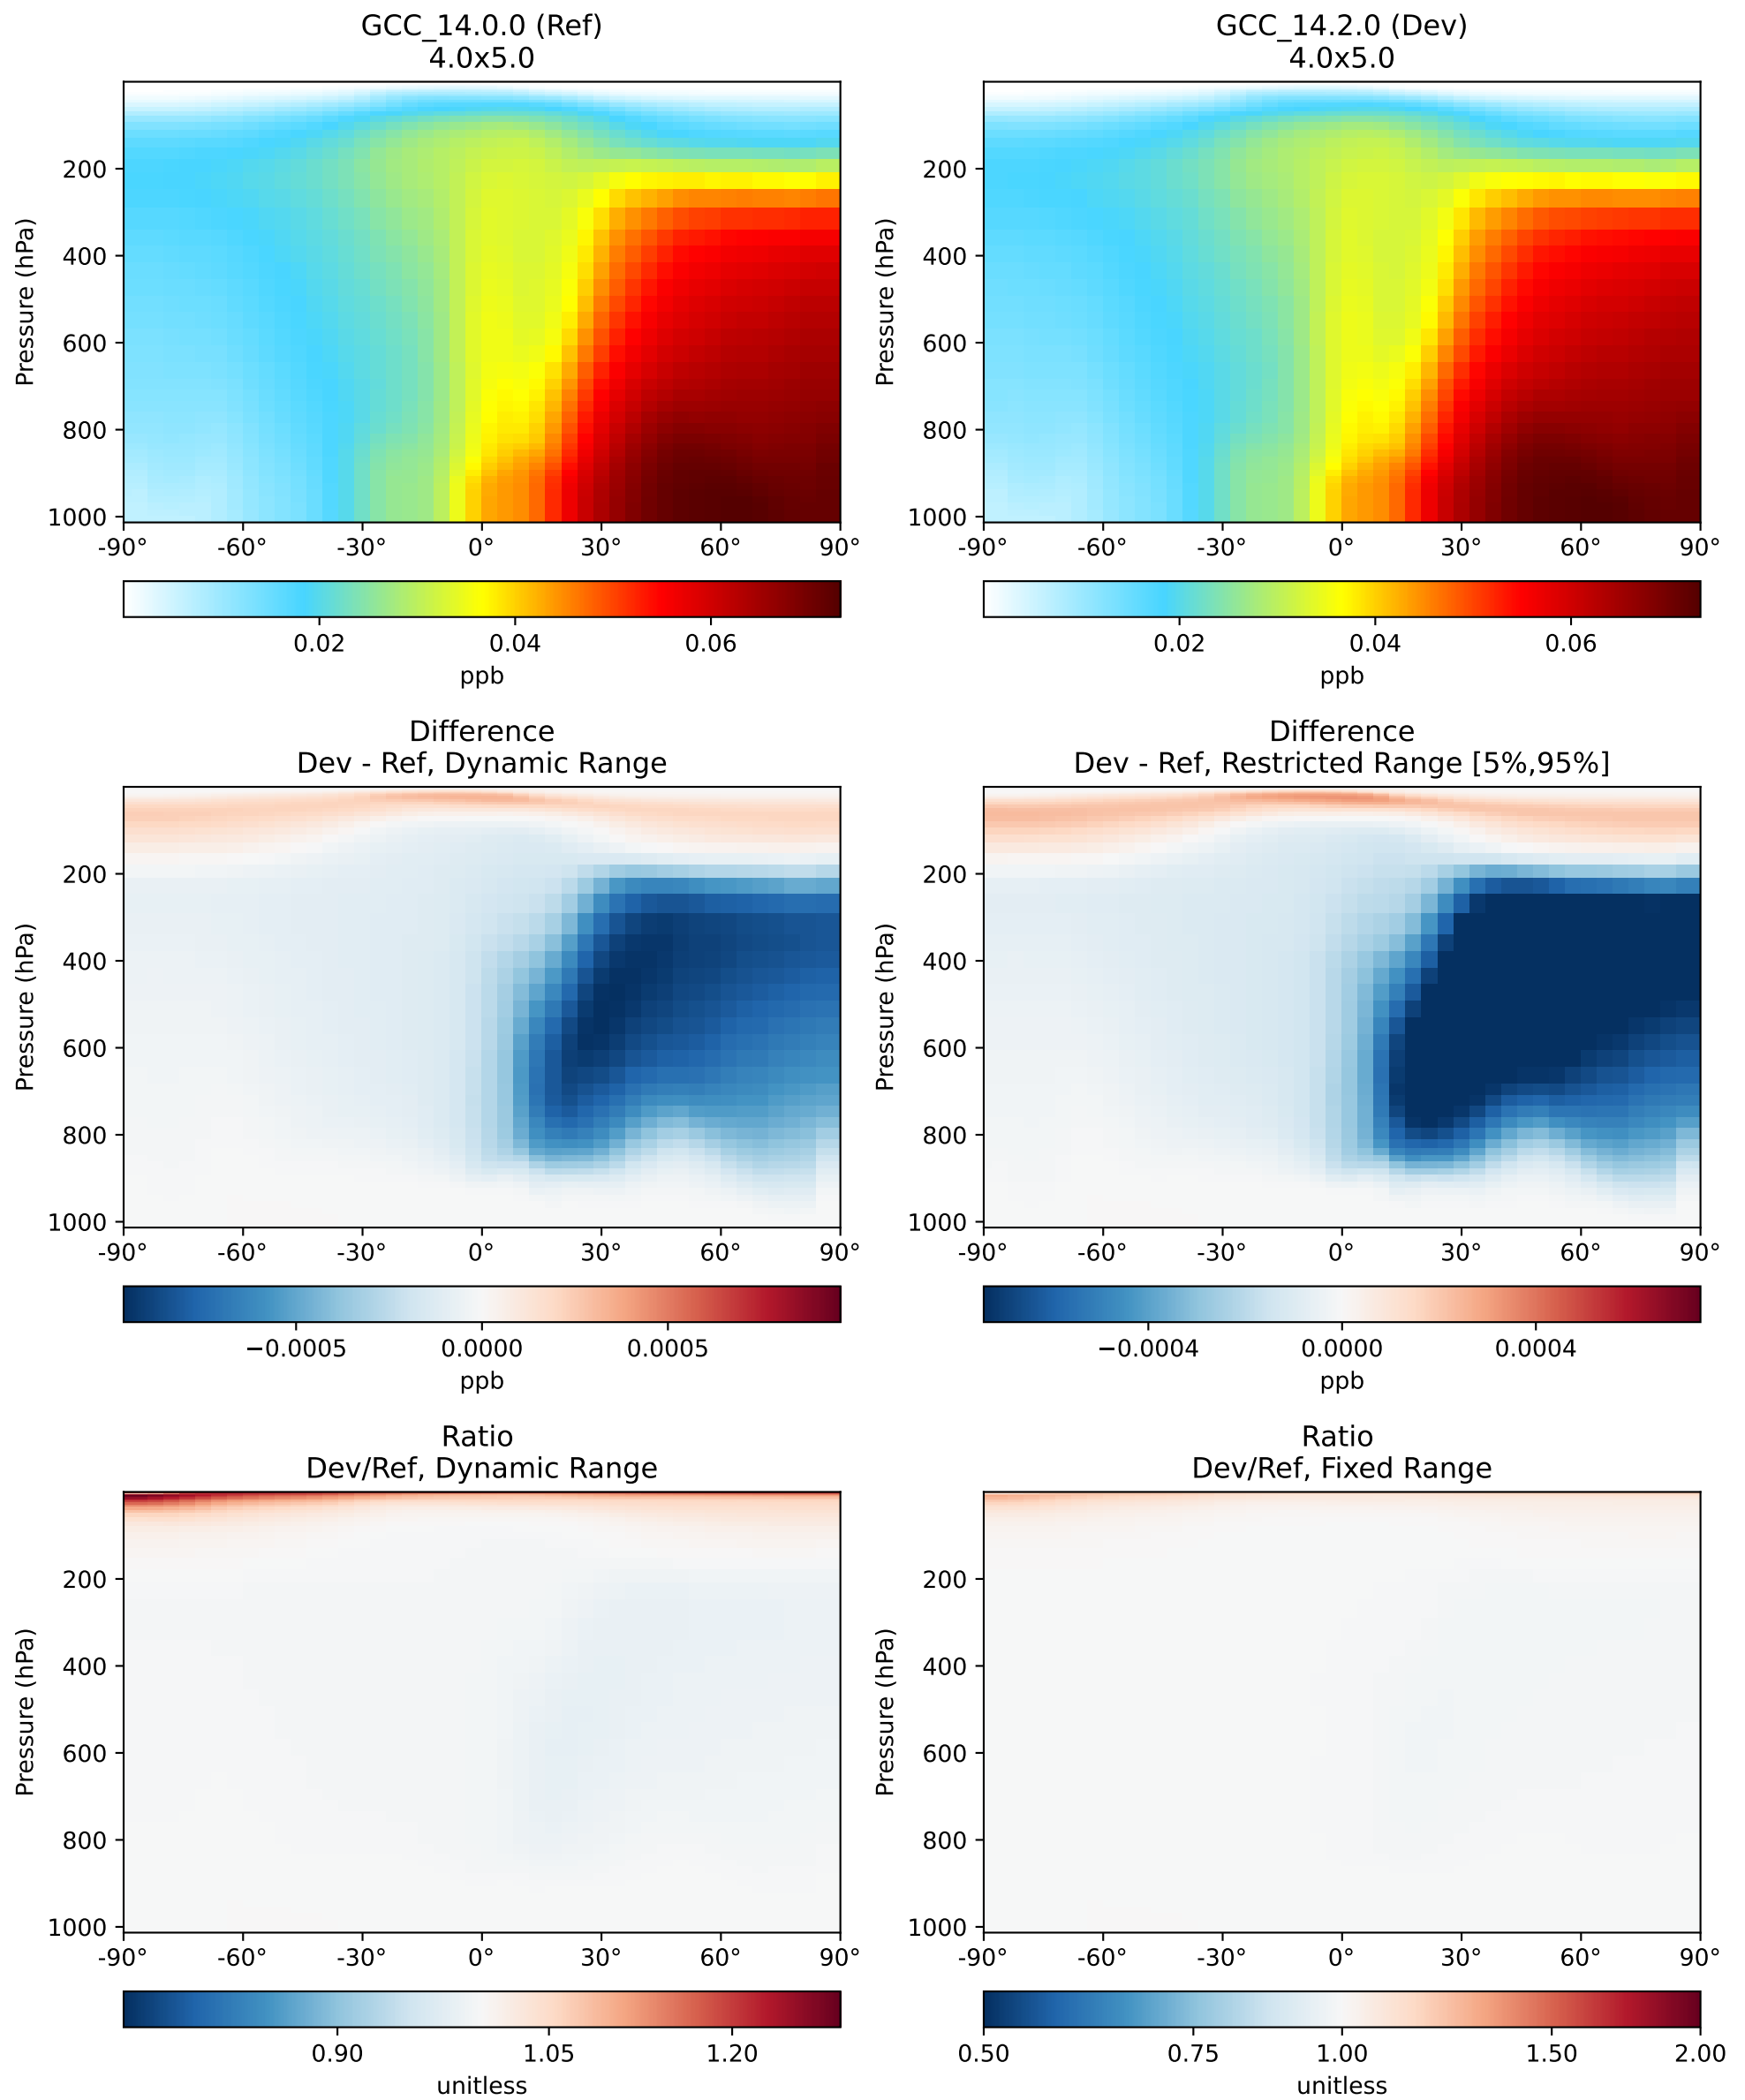 GCC_14.0.0 (Ref)
4.0x5.0
GCC_14.2.0 (Dev)
4.0x5.0
Pressure (hPa)
200
400
600
800
1000
-90° -60° -30° 0° 30° 60° 90°
0.02 0.04 0.06
ppb
Pressure (hPa)
200
400
600
800
1000
-90° -60° -30° 0° 30° 60° 90°
0.02 0.04 0.06
ppb
Difference
Dev - Ref, Dynamic Range
Difference
Dev - Ref, Restricted Range [5%,95%]
Pressure (hPa)
200
400
600
800
1000
-90° -60° -30° 0° 30° 60° 90°
−0.0005 0.0000 0.0005
ppb
Pressure (hPa)
200
400
600
800
1000
-90° -60° -30° 0° 30° 60° 90°
−0.0004 0.0000 0.0004
ppb
Ratio
Dev/Ref, Dynamic Range
Ratio
Dev/Ref, Fixed Range
Pressure (hPa)
200
400
600
800
1000
-90° -60° -30° 0° 30° 60° 90°
0.90 1.05 1.20
unitless
Pressure (hPa)
200
400
600
800
1000
-90° -60° -30° 0° 30° 60° 90°
0.50 0.75 1.00 1.50 2.00
unitless